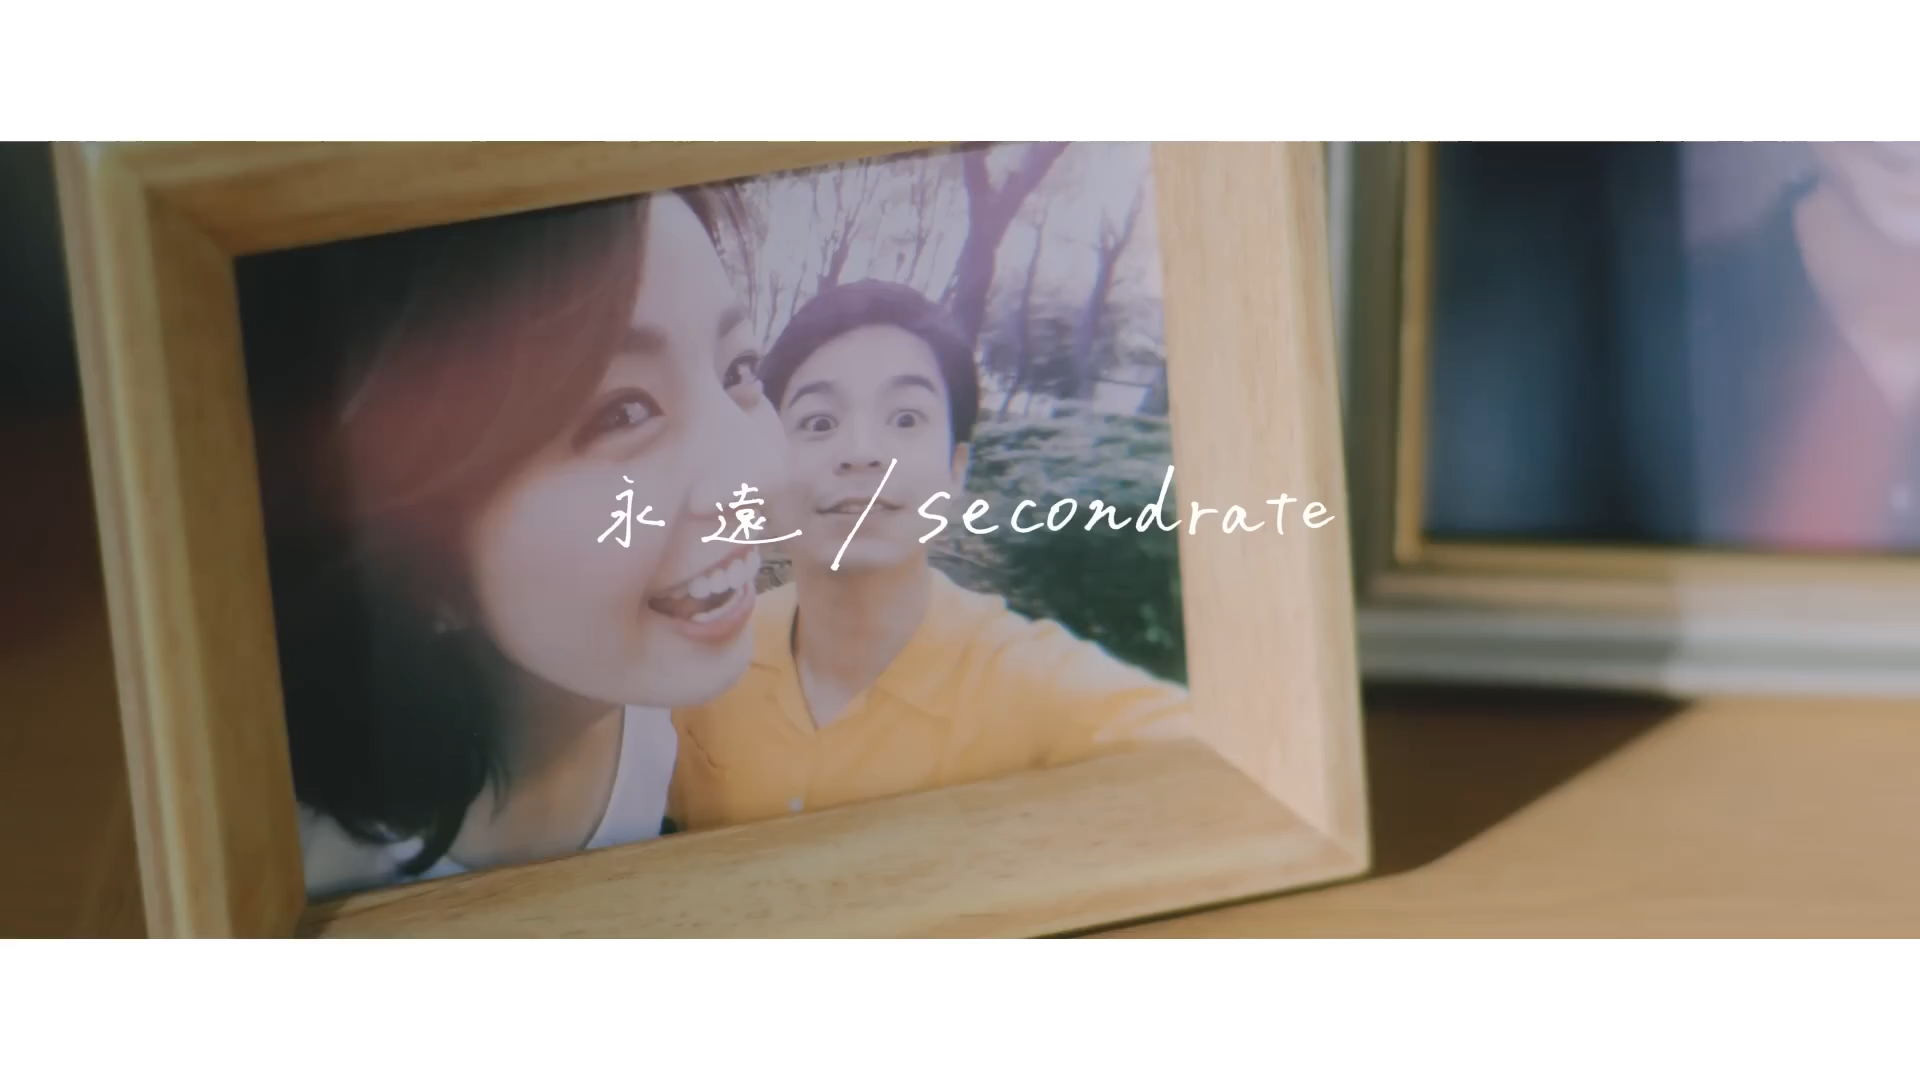 永遠 / secondrate